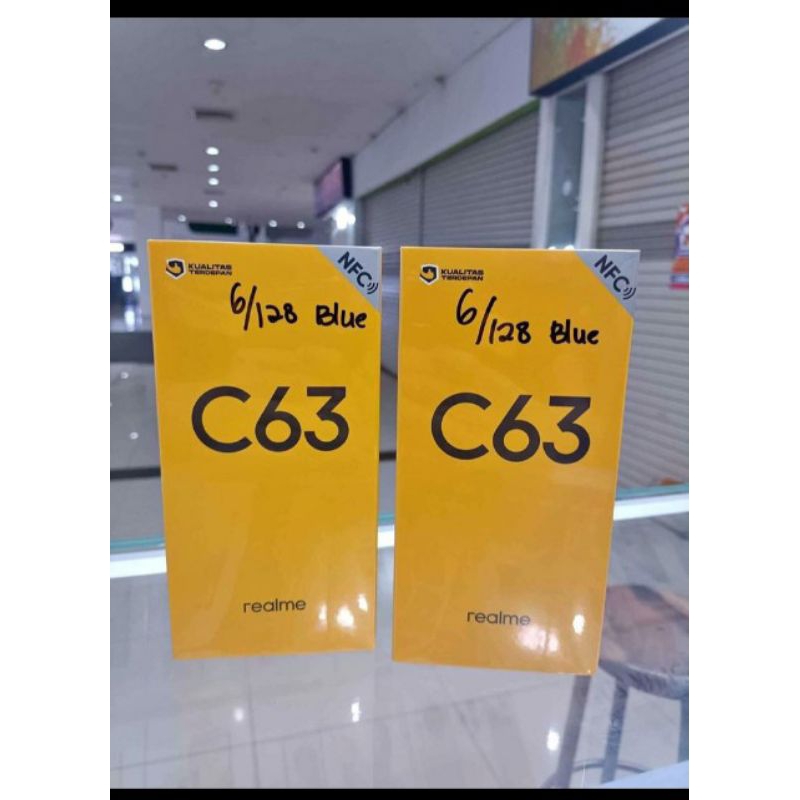 KUALITAS
TERDEPAN
NFC
6/128 Blue
C63
realme
KUALITAS
TERDEPAN
NFC
6/128 Blue
C63
realme